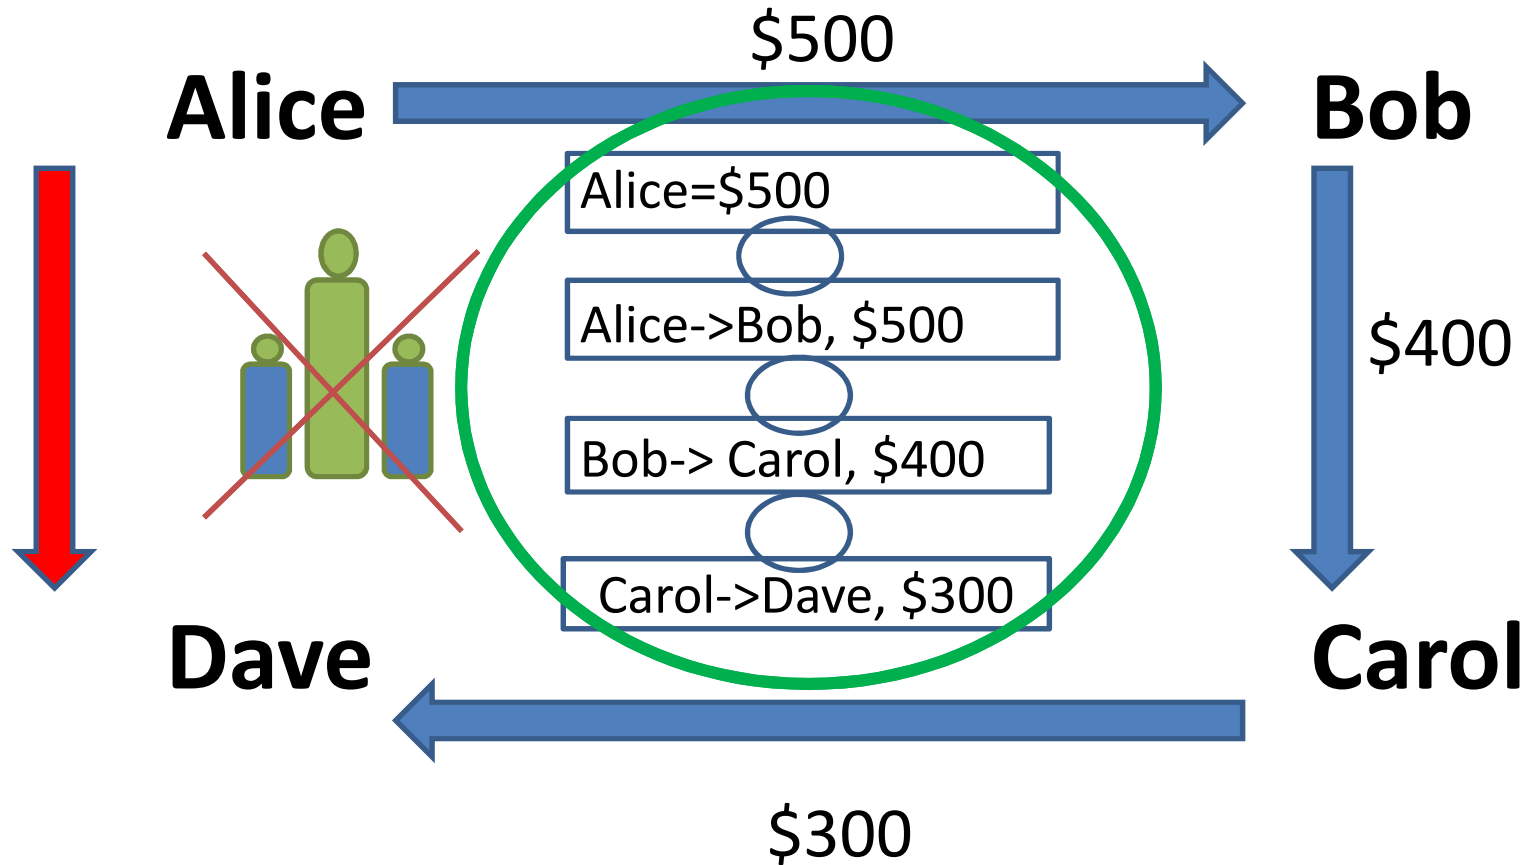 $500
Alice
Bob
Alice=$500
Alice->Bob, $500
$400
Bob-> Carol, $400
Carol->Dave, $300
Dave
Carol
$300